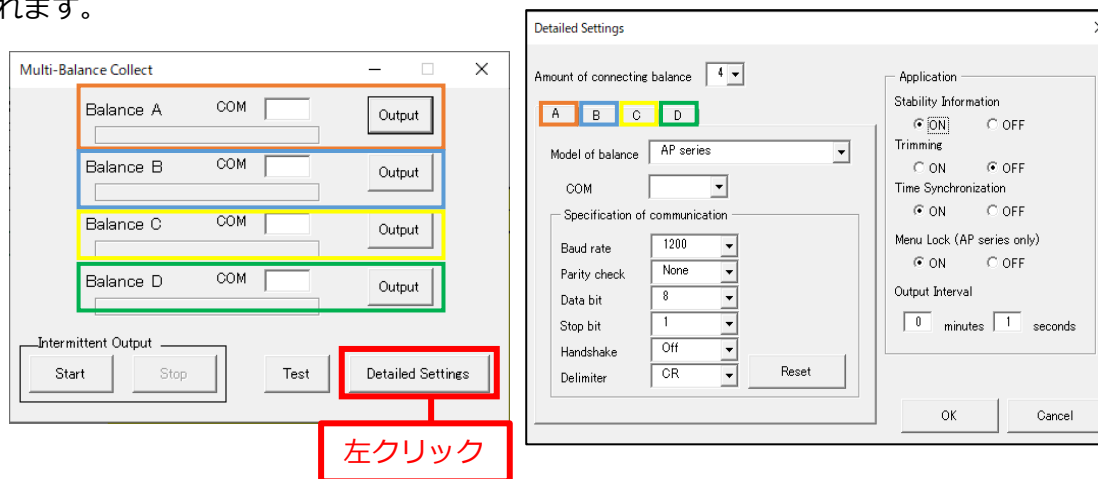 れます。
Multi-Balance Collect
Balance A COM Output
Balance B COM Output
Balance C COM Output
Balance D COM Output
Intermittent Output
Start Stop Test Detailed Settings
左クリック
Detailed Settings
Amount of connecting balance 4
A B C D
Model of balance AP series
COM
Specification of communication
Baud rate 1200
Parity check None
Data bit 8
Stop bit 1
Handshake Off
Delimiter CR Reset
Application
Stability Information
ON OFF
Trimming
ON OFF
Time Synchronization
ON OFF
Menu Lock (AP series only)
ON OFF
Output Interval
0 minutes 1 seconds
OK Cancel